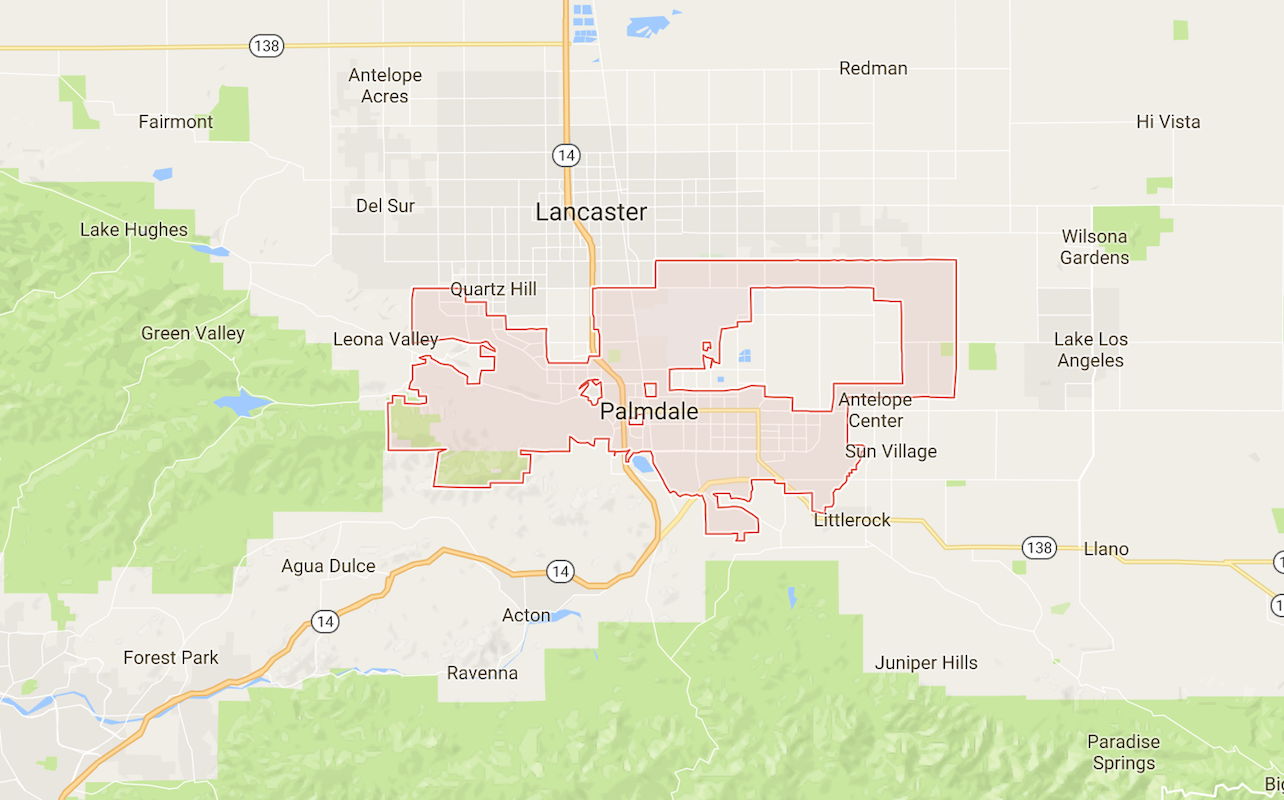 138
Redman
Antelope
Acres
Fairmont
Hi Vista
14
Del Sur
Lancaster
Lake Hughes
Wilsona
Gardens
Quartz Hill
Green Valley
Leona Valley
Lake Los
Angeles
Antelope
Center
Palmdale
Sun Village
Littlerock
138
Llano
Agua Dulce
14
Acton
14
Forest Park
Juniper Hills
Ravenna
Paradise
Springs